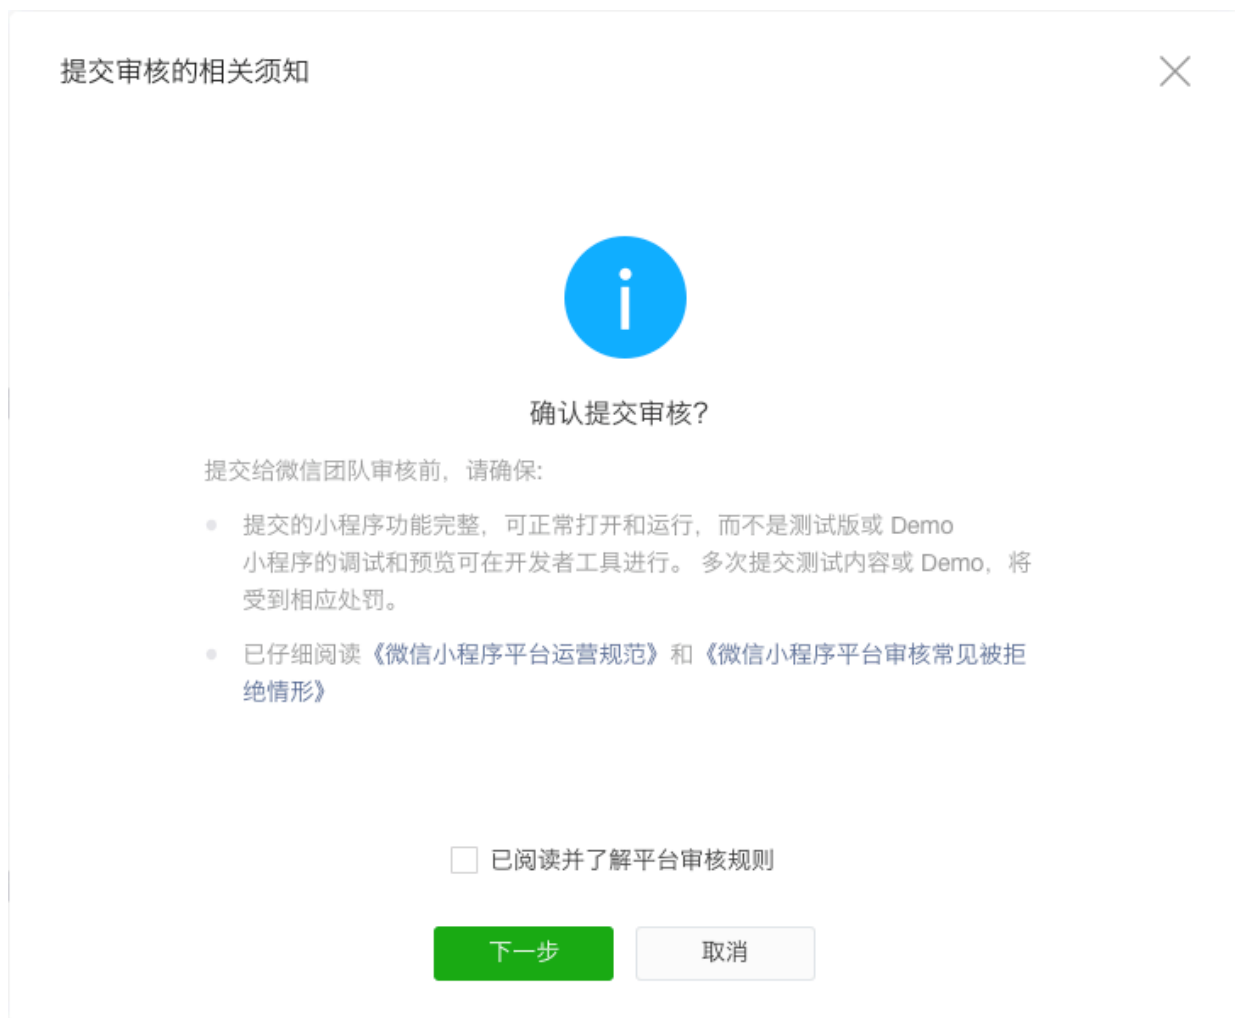 提交审核的相关须知
i
确认提交审核?
提交给微信团队审核前，请确保:
提交的小程序功能完整，可正常打开和运行，而不是测试版或 Demo
小程序的调试和预览可在开发者工具进行。 多次提交测试内容或 Demo，将
受到相应处罚。
已仔细阅读《微信小程序平台运营规范》和《微信小程序平台审核常见被拒
绝情形》
已阅读并了解平台审核规则
下一步
取消